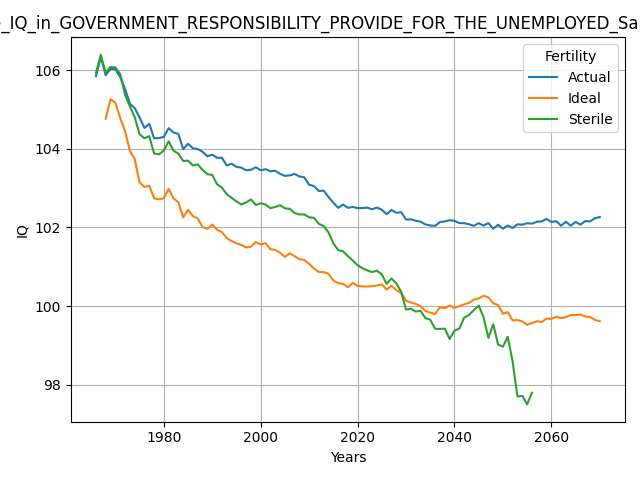 _IQ_in_GOVERNMENT_RESPONSIBILITY_PROVIDE_FOR_THE_UNEMPLOYED_Sa
Fertility
Actual
Ideal
Sterile
106
104
102
100
98
IQ
1980
2000
2020
2040
2060
Years